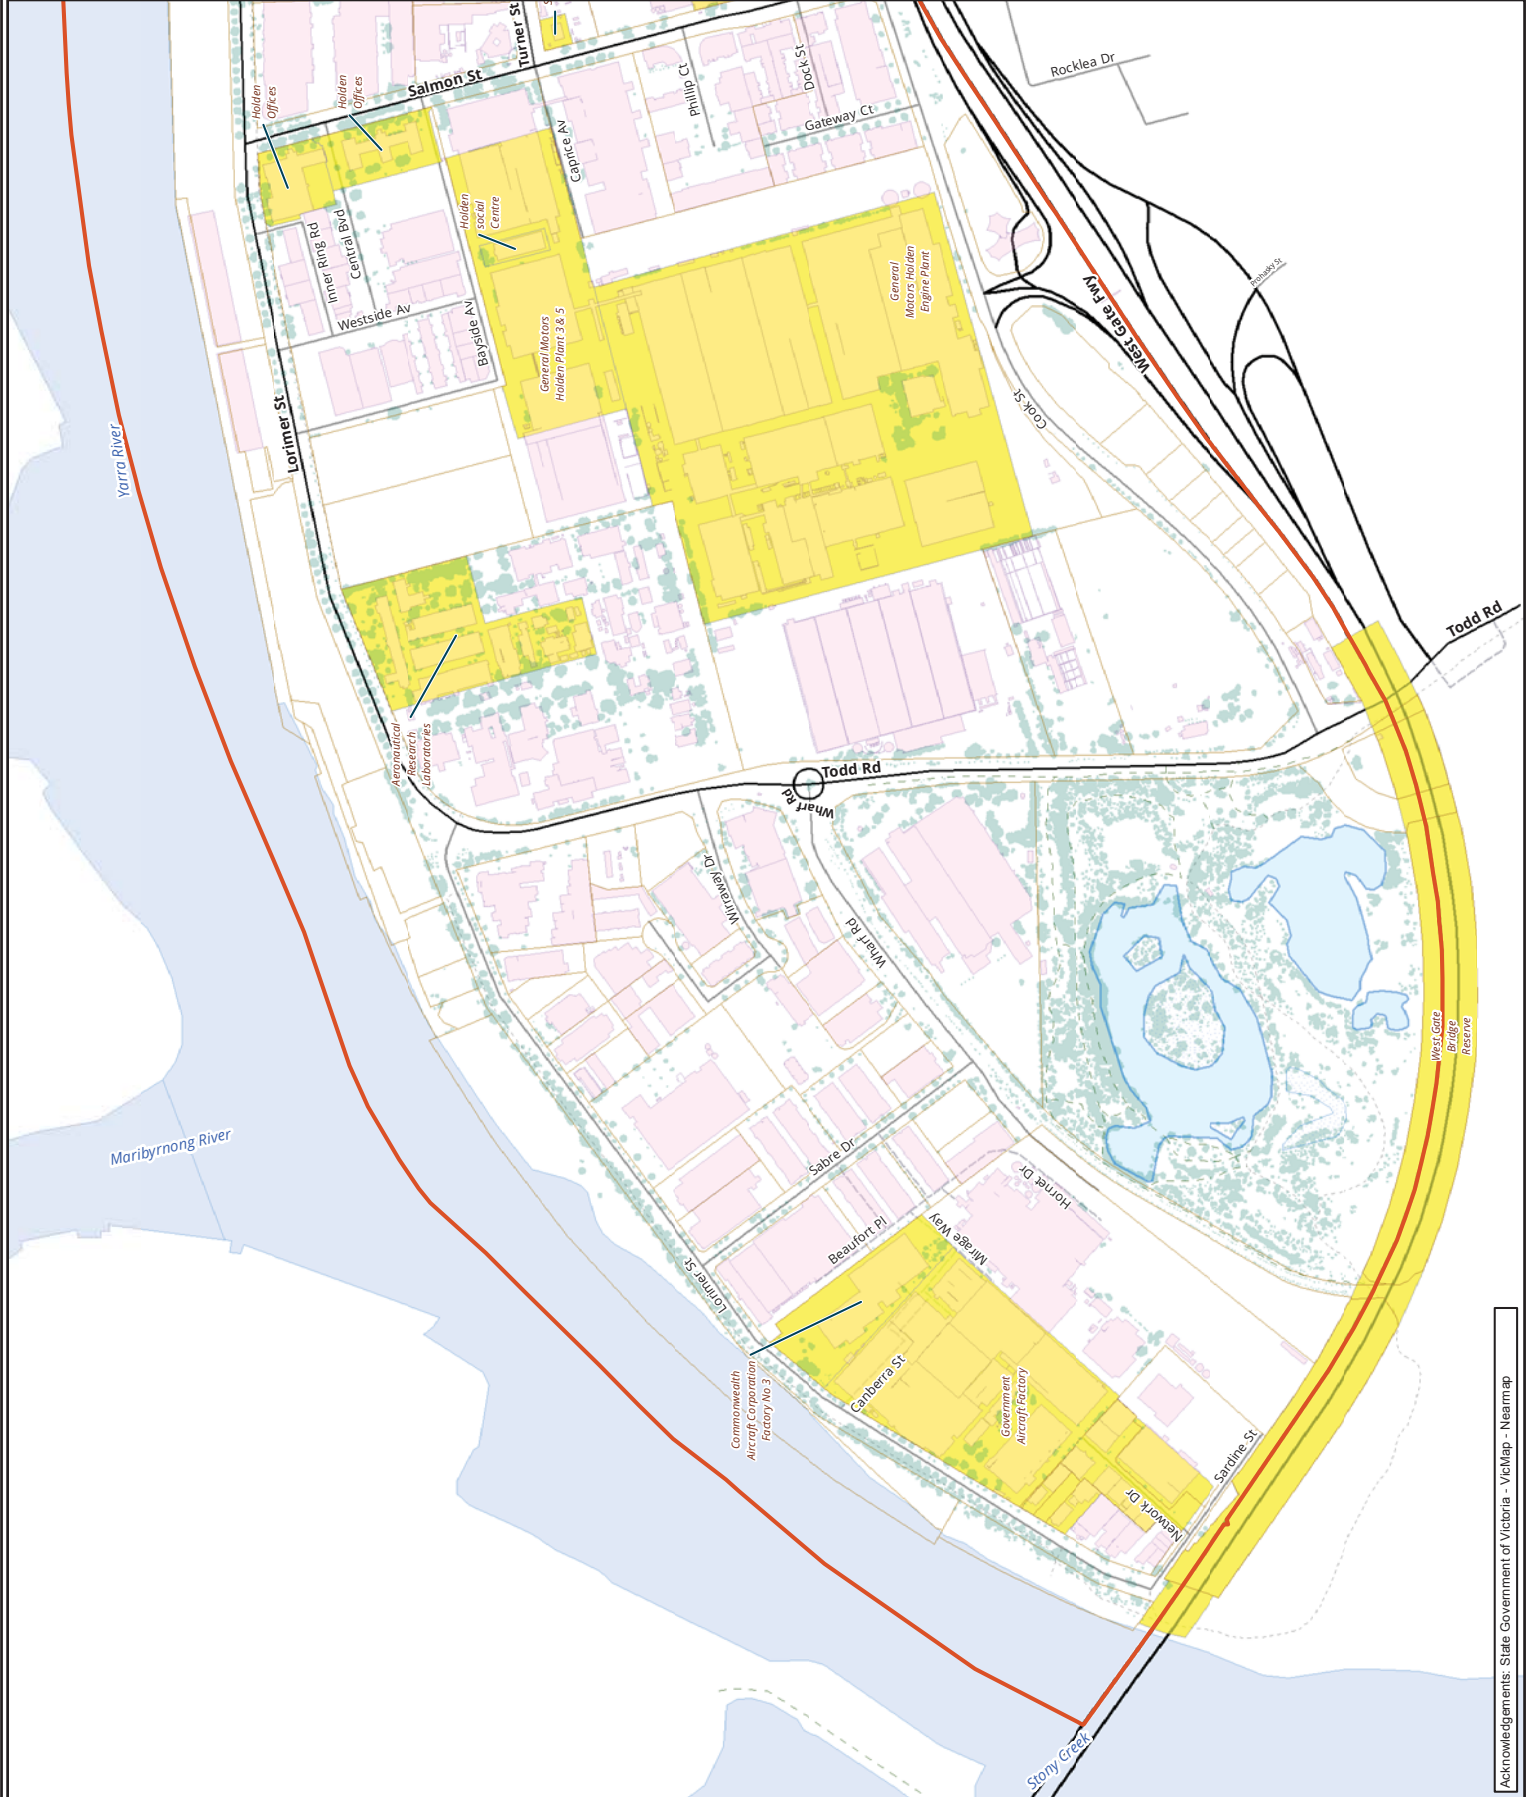 Turner St
Salmon St
Holden
Offices
Holden
Offices
Caprice Av
Phillip Ct
Dock St
Gateway Ct
Rocklea Dr
Holden
social
Centre
Inner Ring Rd
Central Bvd
Westside Av
Bayside Av
General
Motors Holden
Engine Plant
General Motors
Holden Plant 3 & 5
West Gate Fwy
Prohasky St
Cook St
Yarra River
Lorimer St
Todd Rd
Aeronautical
Research
Laboratories
Todd Rd
Wharf Rd
Wirraway Dr
Wharf Rd
West Gate
Bridge
Reserve
Maribyrnong River
Sabre Dr
Hornet Dr
Beaufort Pl
Mirage Way
Lorimer St
Commonwealth
Aircraft Corporation
Factory No 3
Canberra St
Government
Aircraft Factory
Sardine St
Network Dr
Stony Creek
Acknowledgements: State Government of Victoria - VicMap - Nearmap